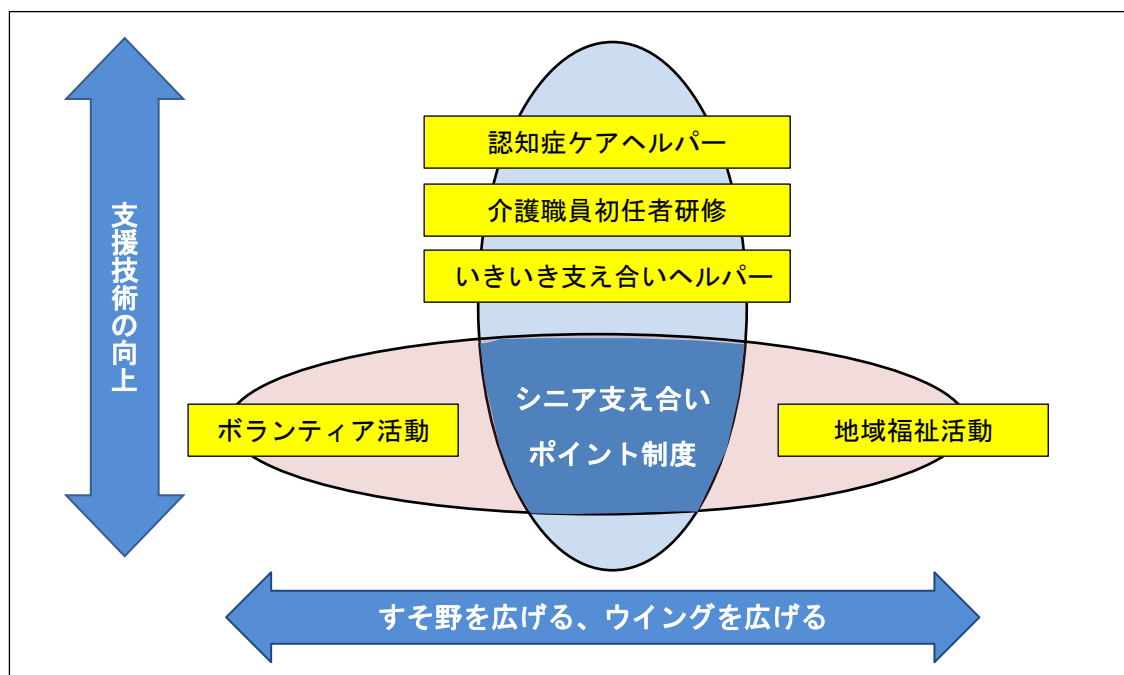 支援技術の向上
認知症ケアヘルパー
介護職員初任者研修
いきいき支え合いヘルパー
シニア支え合い
ポイント制度
ボランティア活動
地域福祉活動
すそ野を広げる、ウイングを広げる